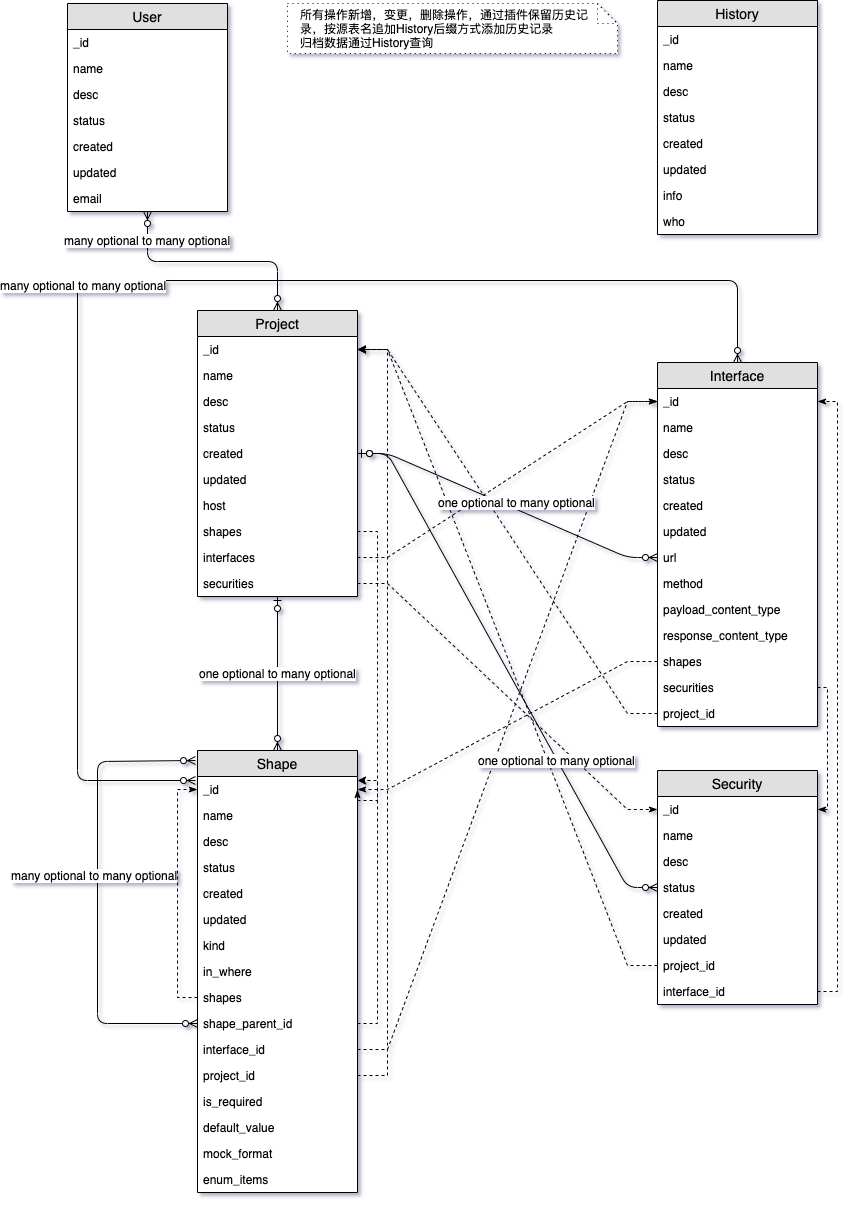 User
_id
name
desc
status
created
updated
email
所有操作新增，变更，删除操作，通过插件保留历史记
录，按源表名追加History后缀方式添加历史记录
归档数据通过History查询
History
_id
name
desc
status
created
updated
info
who
many optional to many optional
many optional to many optional
Project
_id
name
desc
status
created
updated
host
shapes
interfaces
securities
one optional to many optional
Interface
_id
name
desc
status
created
updated
url
method
payload_content_type
response_content_type
shapes
securities
project_id
one optional to many optional
one optional to many optional
Shape
_id
name
desc
status
created
updated
kind
in_where
shapes
shape_parent_id
interface_id
project_id
is_required
default_value
mock_format
enum_items
many optional to many optional
Security
_id
name
desc
status
created
updated
project_id
interface_id